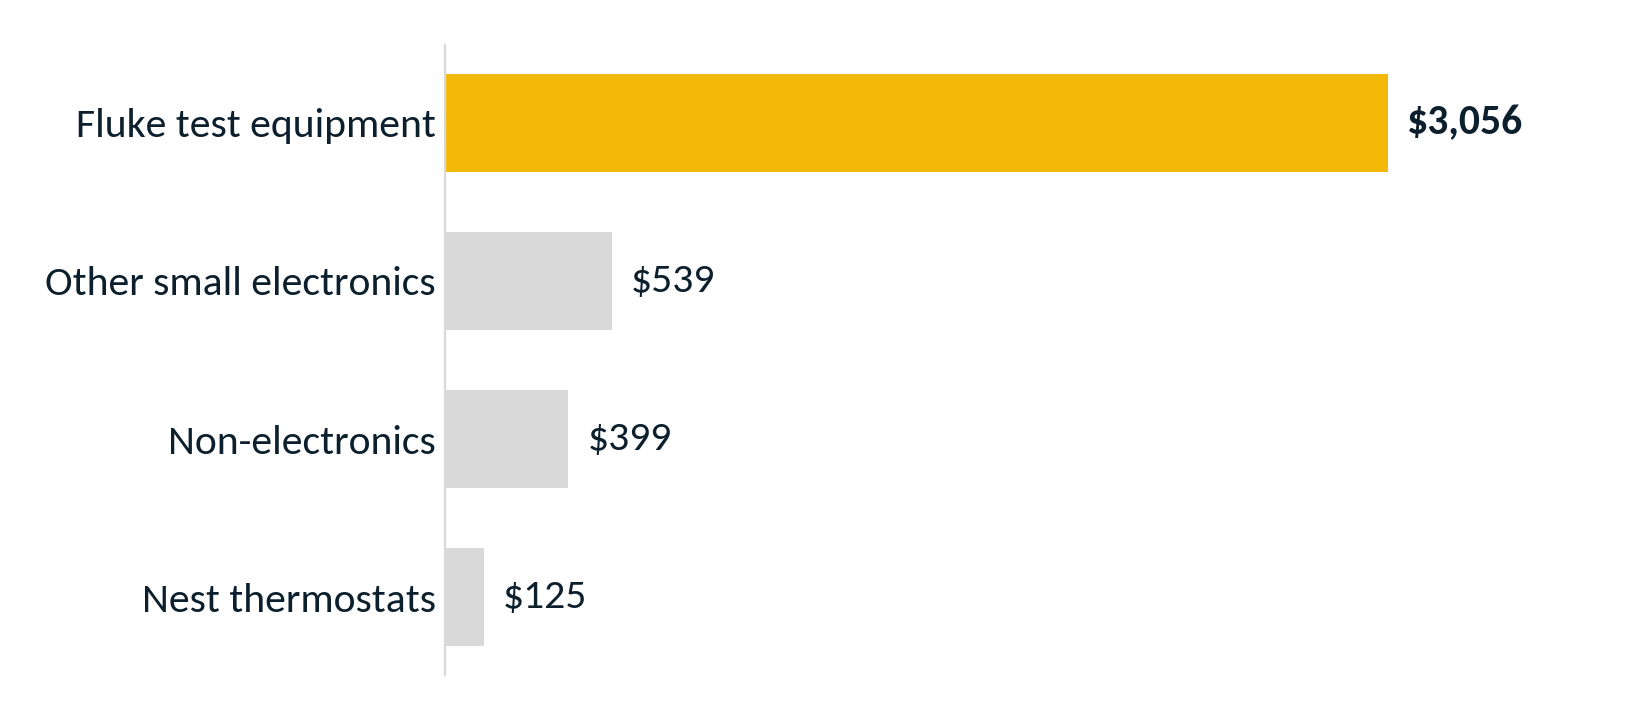 Fluke test equipment $3,056
Other small electronics $539
Non-electronics $399
Nest thermostats $125